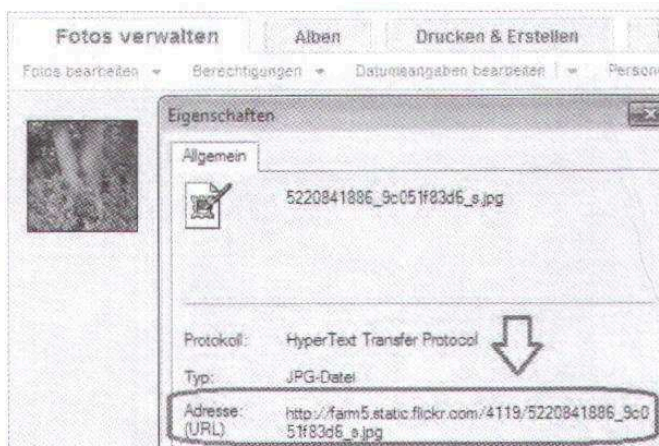 Fotos verwalten Alben Drucken & Erstellen
Fotos bearbeiten Berechtigungen Datumsangaben bearbeiten
Eigenschaften
Allgemein
5220841886_9c051f83d6_s.jpg
Protokoll: HyperText Transfer Protocol
Typ: JPG-Datei
Adresse: http://farm5.static.flickr.com/4119/5220841886_9c0
(URL) 51f83d6_s.jpg